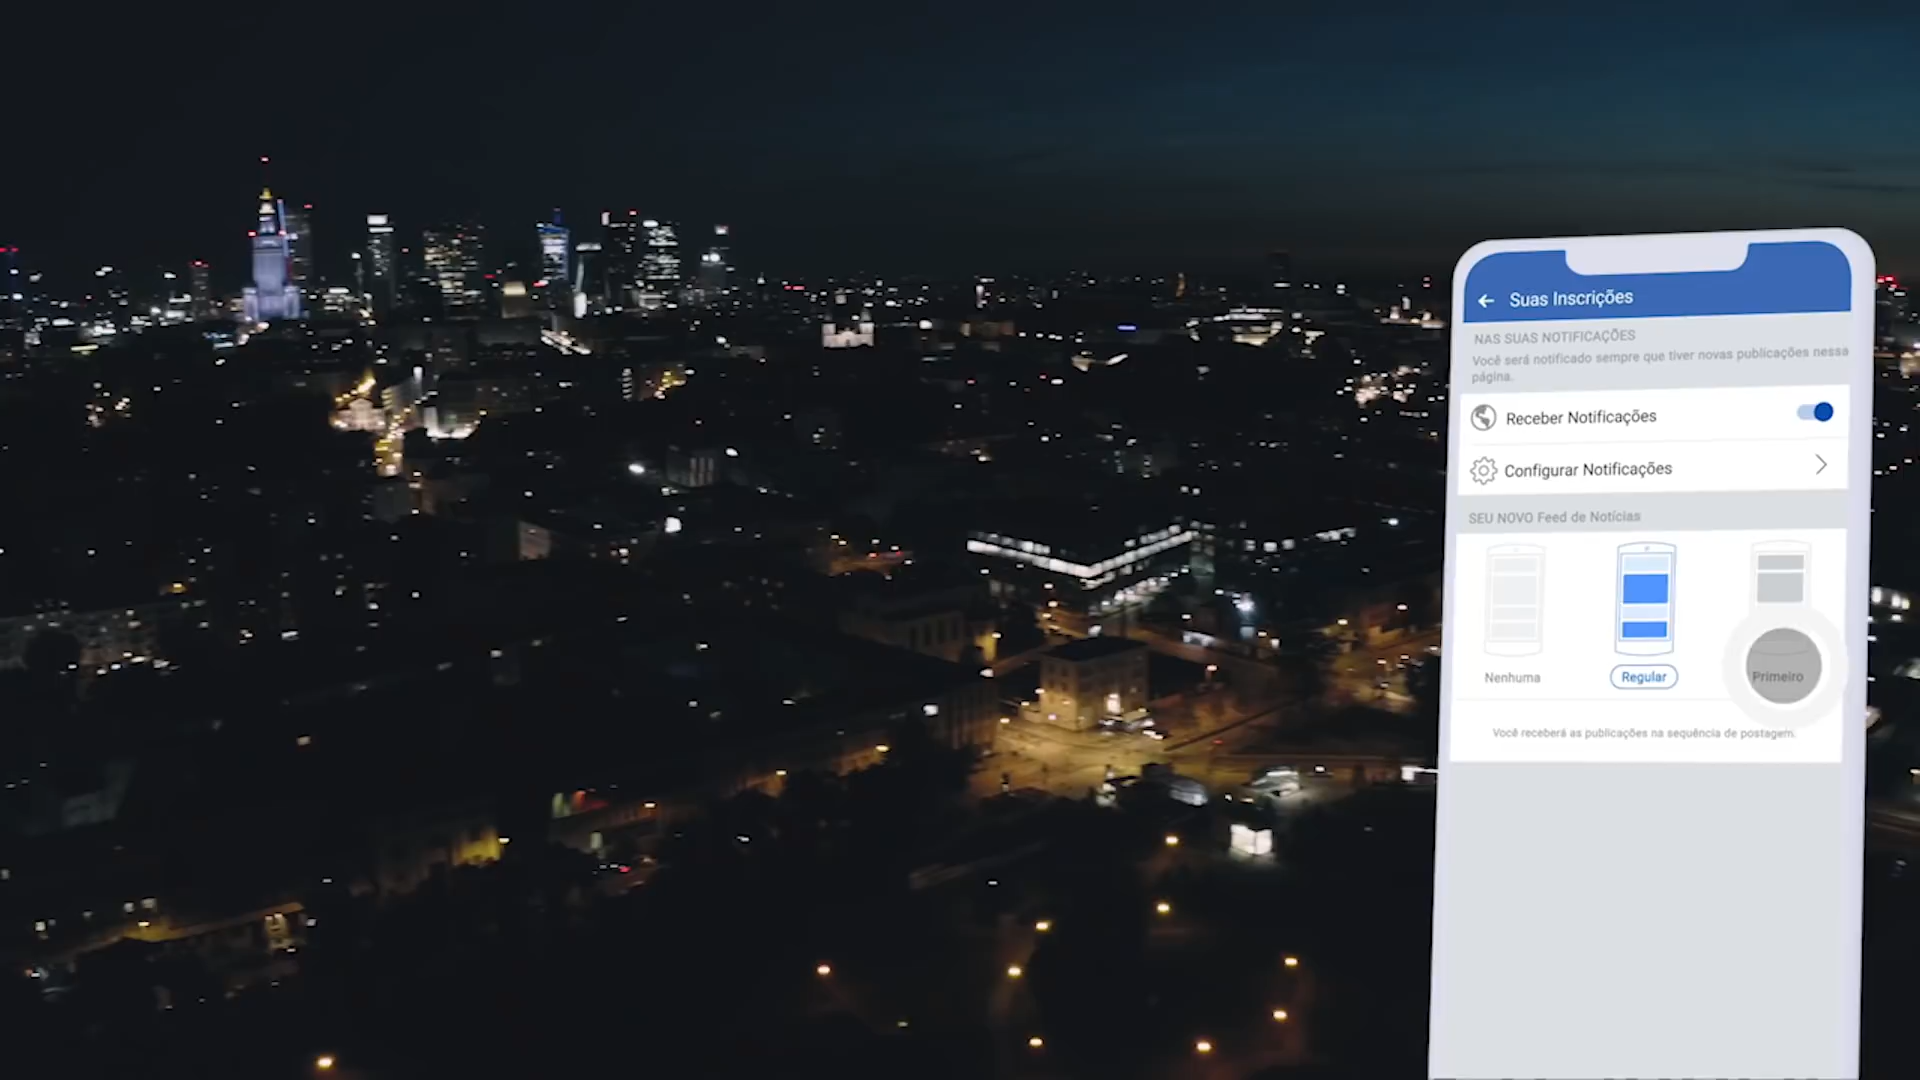 Suas Inscrições
NAS SUAS NOTIFICAÇÕES
Você será notificado sempre que tiver novas publicações nessa
página.
Receber Notificações
Configurar Notificações
SEU NOVO Feed de Notícias
Nenhuma
Regular
Primeiro
Você receberá as publicações na sequência de postagem.